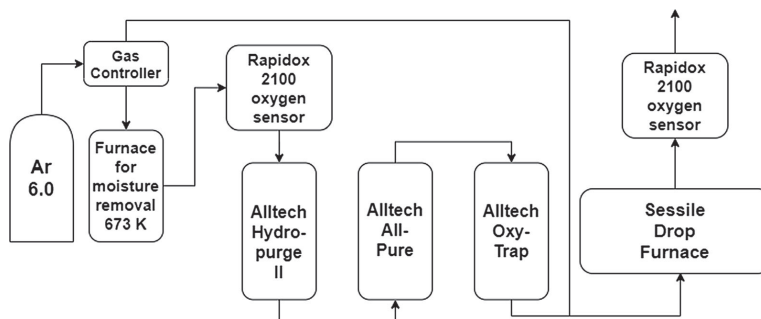 Ar
6.0
Gas
Controller
Furnace
for
moisture
removal
673 K
Rapidox
2100
oxygen
sensor
Alltech
Hydro-
purge
II
Alltech
All-
Pure
Alltech
Oxy-
Trap
Sessile
Drop
Furnace
Rapidox
2100
oxygen
sensor